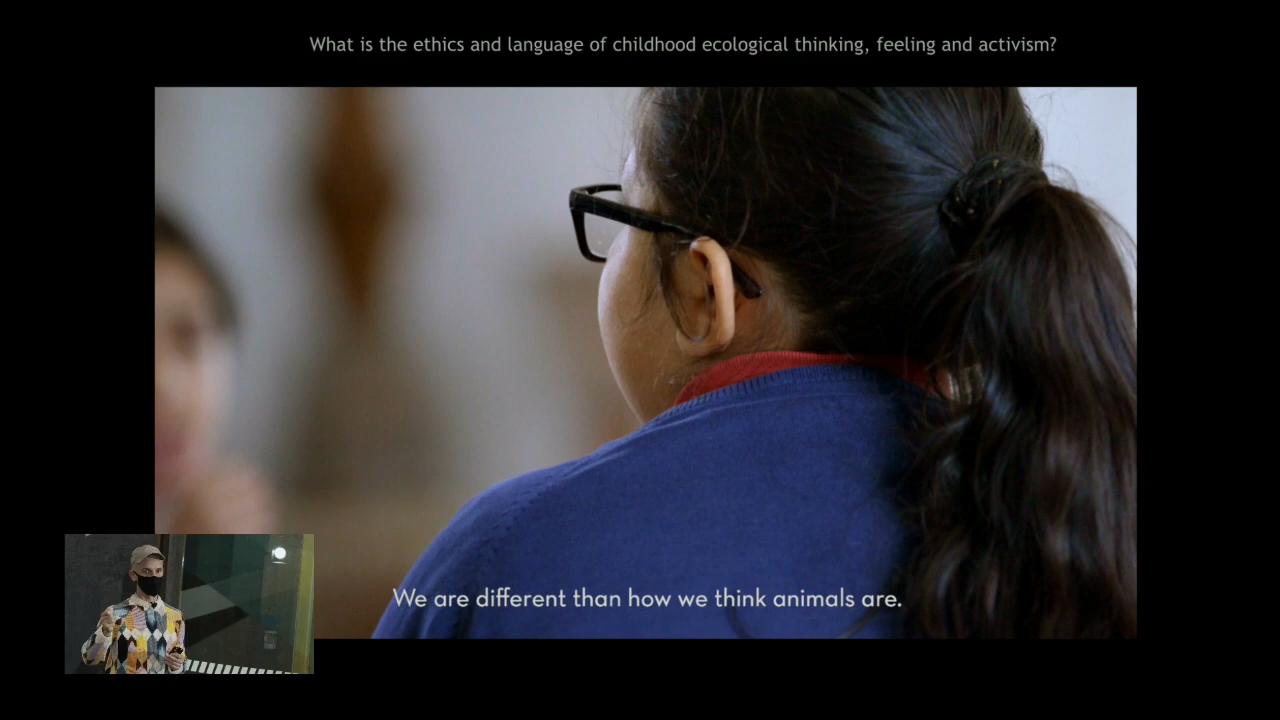 What is the ethics and language of childhood ecological thinking, feeling and activism?
We are different than how we think animals are.